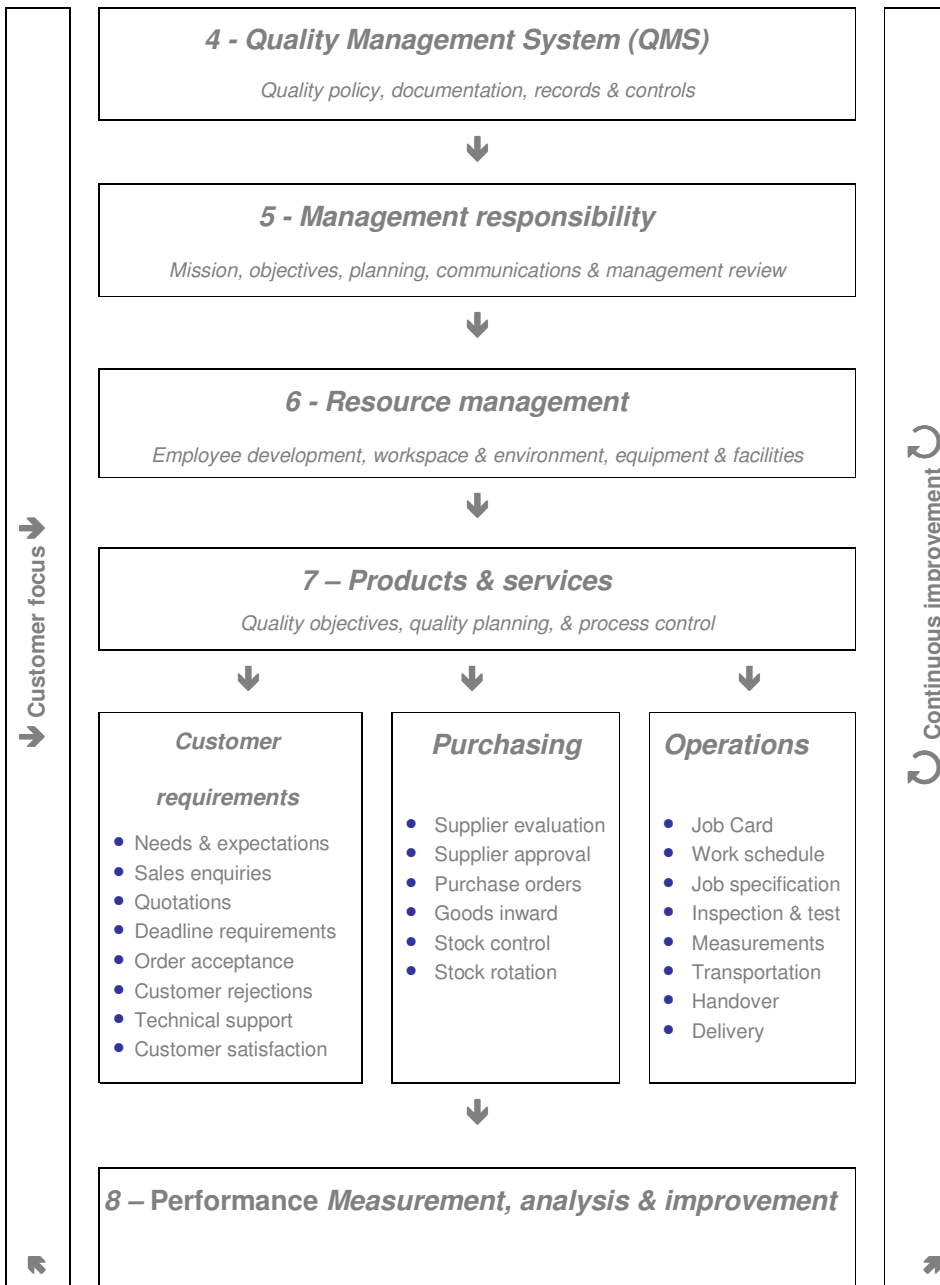 4 - Quality Management System (QMS)
Quality policy, documentation, records & controls
5 - Management responsibility
Mission, objectives, planning, communications & management review
6 - Resource management
Employee development, workspace & environment, equipment & facilities
7 – Products & services
Quality objectives, quality planning, & process control
Customer
requirements
• Needs & expectations
• Sales enquiries
• Quotations
• Deadline requirements
• Order acceptance
• Customer rejections
• Technical support
• Customer satisfaction
Purchasing
• Supplier evaluation
• Supplier approval
• Purchase orders
• Goods inward
• Stock control
• Stock rotation
Operations
• Job Card
• Work schedule
• Job specification
• Inspection & test
• Measurements
• Transportation
• Handover
• Delivery
8 – Performance Measurement, analysis & improvement
Customer focus
Continuous improvement